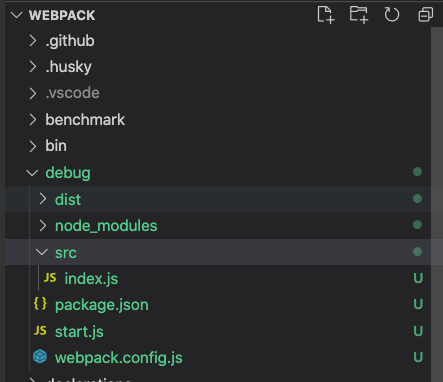 WEBPACK
.github
.husky
.vscode
benchmark
bin
debug
dist
node_modules
src
JS index.js U
{} package.json U
JS start.js U
webpack.config.js U